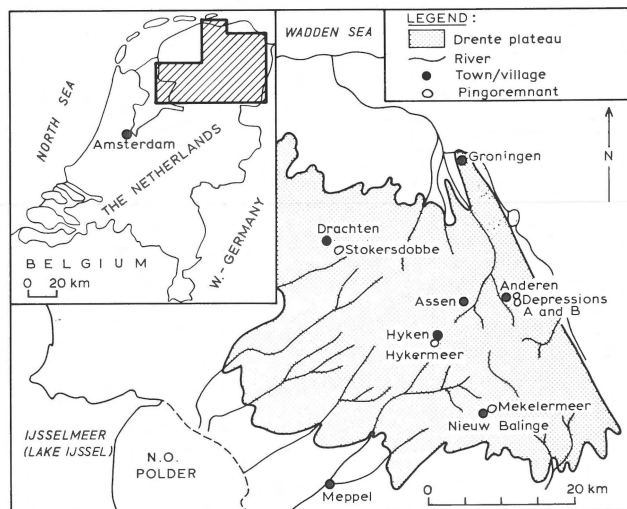 LEGEND:
Drente plateau
River
Town/village
Pingoremnant
WADDEN SEA
N
NORTH SEA
Amsterdam
THE NETHERLANDS
W.-GERMANY
BELGIUM
0 20 km
Groningen
Drachten
Stokersdobbe
Anderen
Depressions
A and B
Assen
Hyken
Hykermeer
Mekelermeer
Nieuw Balinge
IJSSELMEER
(LAKE IJSSEL)
N.O.
POLDER
Meppel
0 20 km